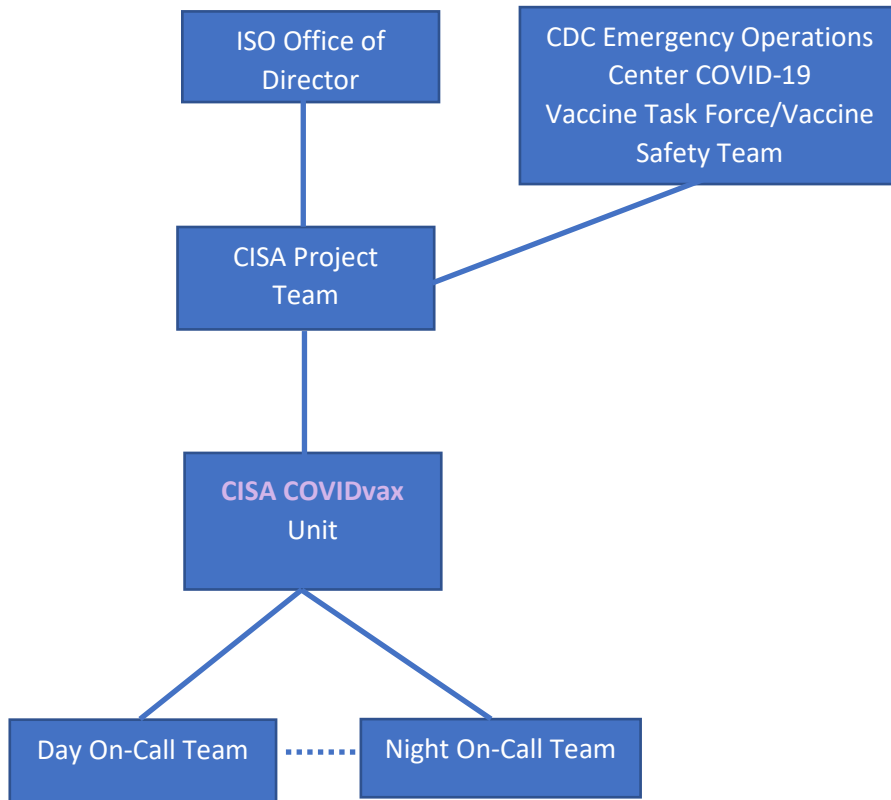 ISO Office of
Director
CDC Emergency Operations
Center COVID-19
Vaccine Task Force/Vaccine
Safety Team
CISA Project
Team
CISA COVIDvax
Unit
Day On-Call Team
Night On-Call Team